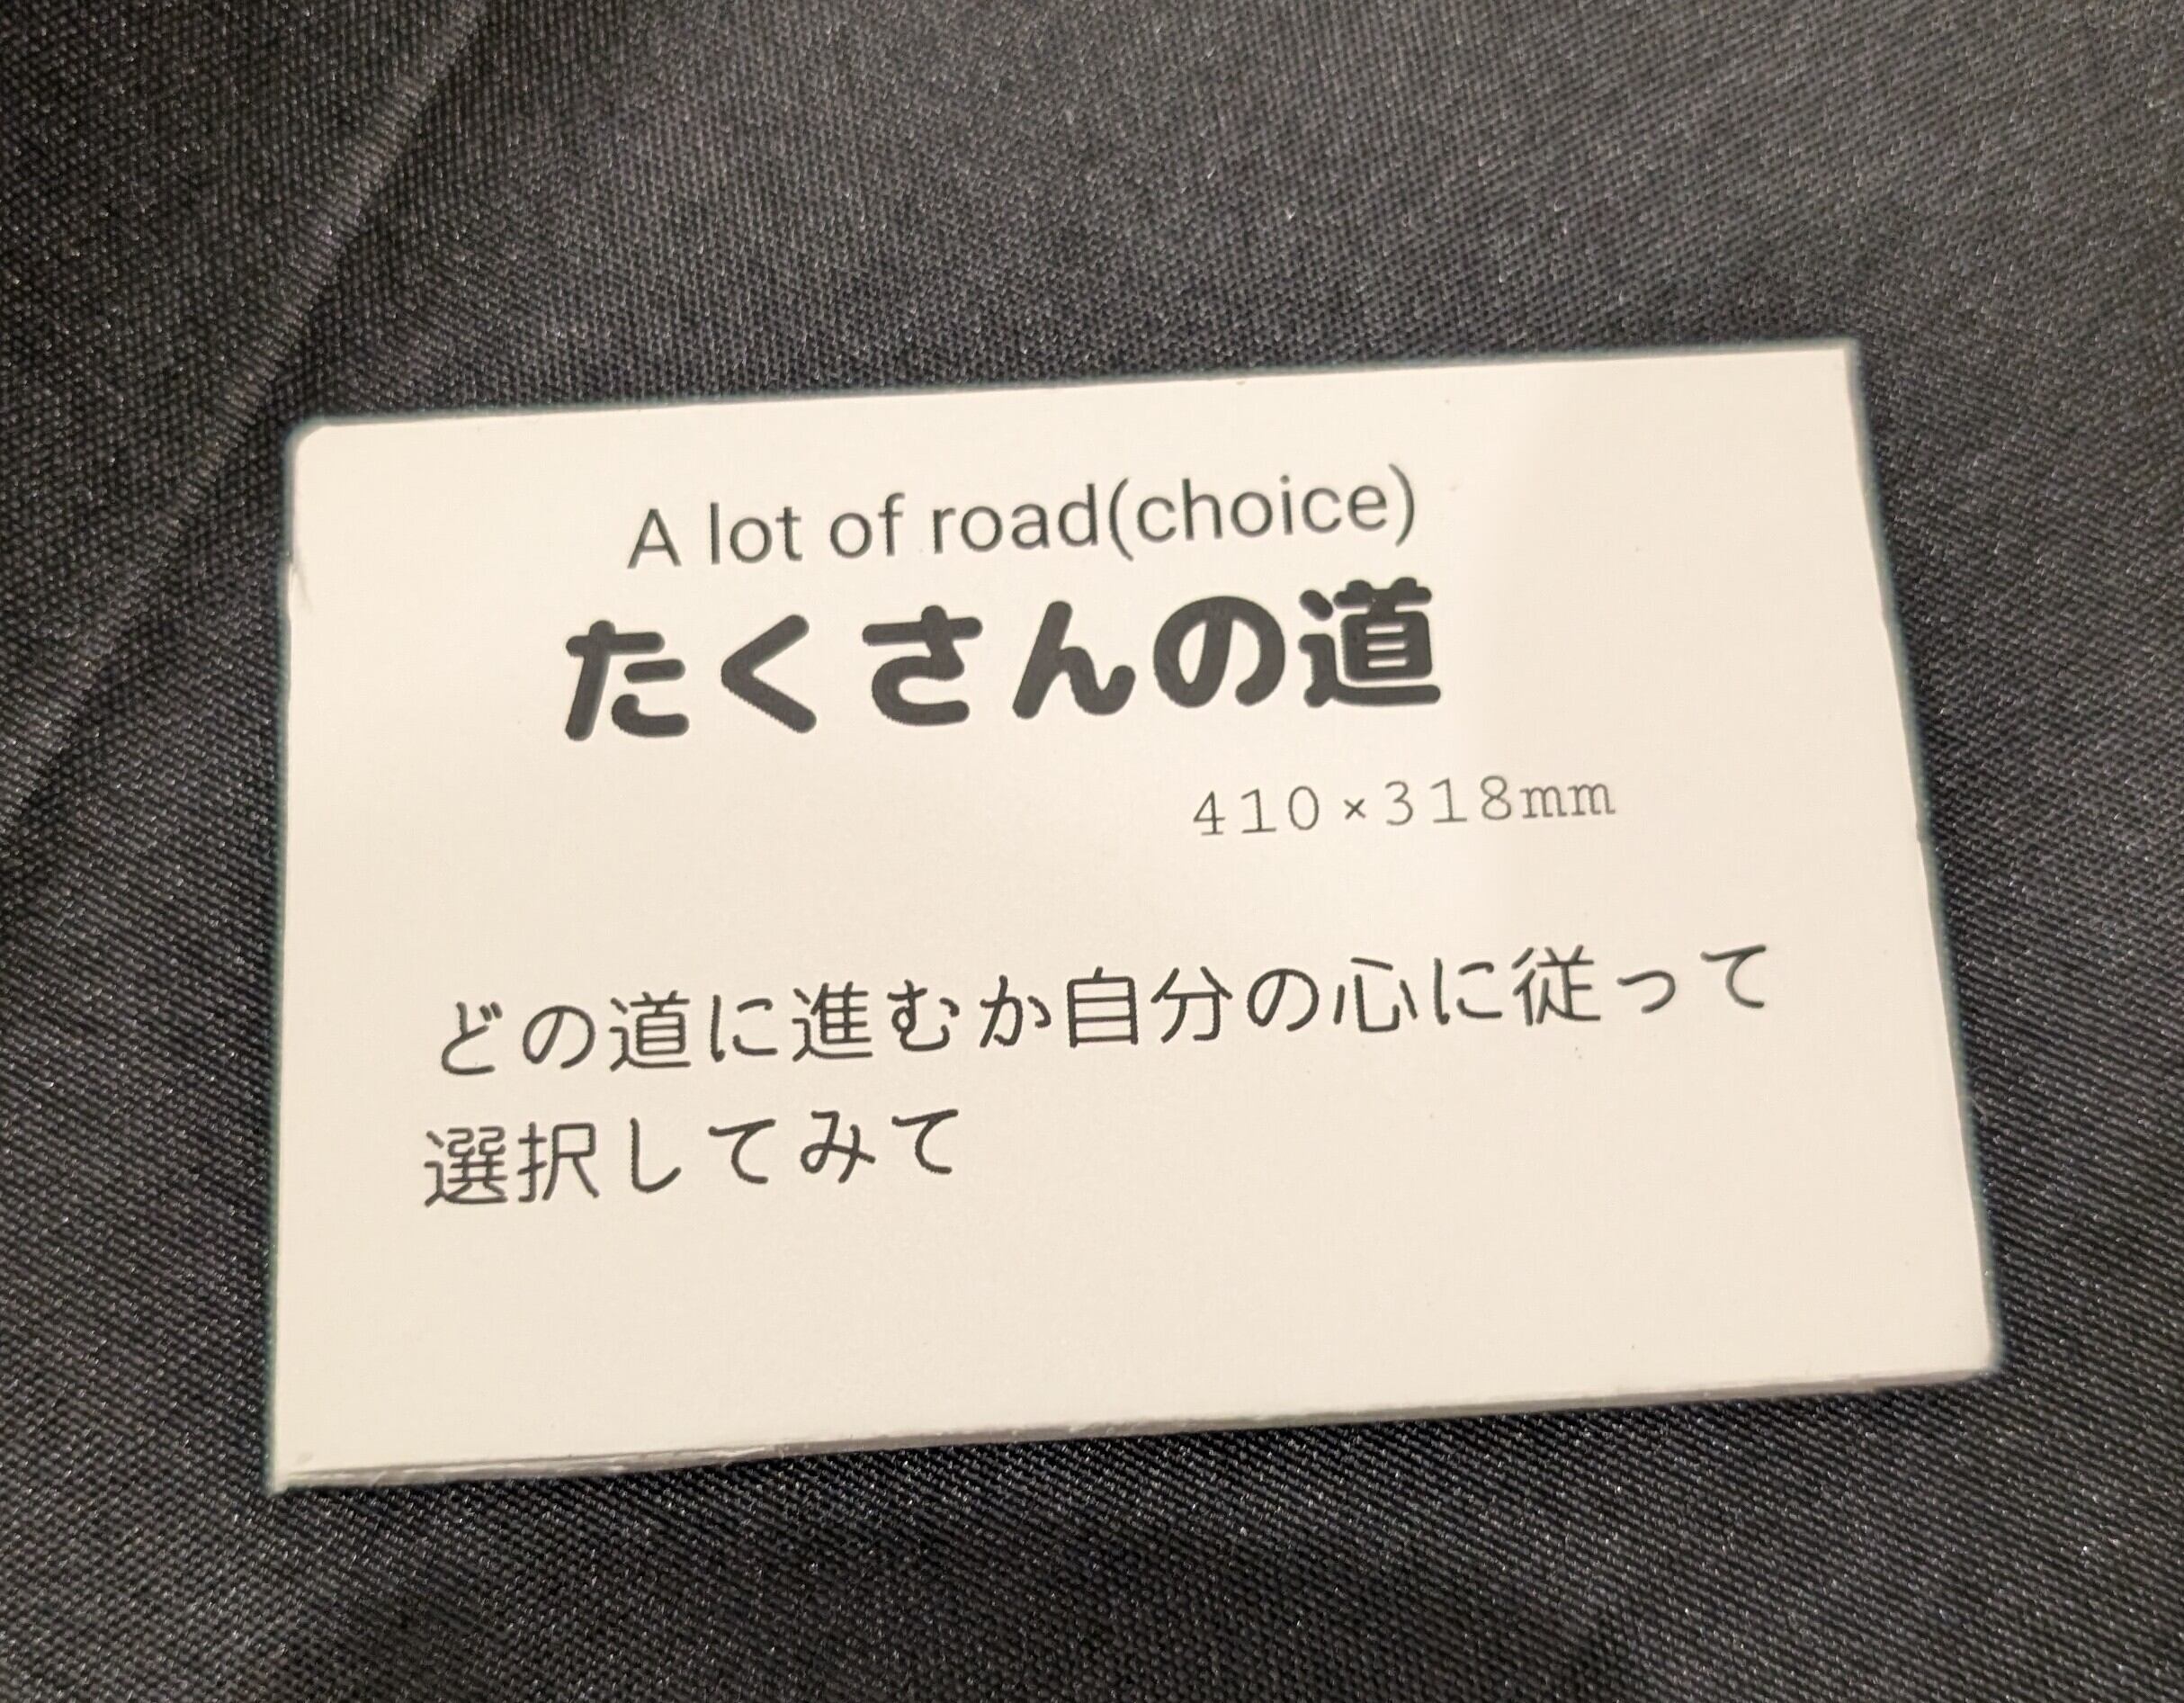 A lot of road(choice)
たくさんの道
410×318mm
どの道に進むか自分の心に従って
選択してみて